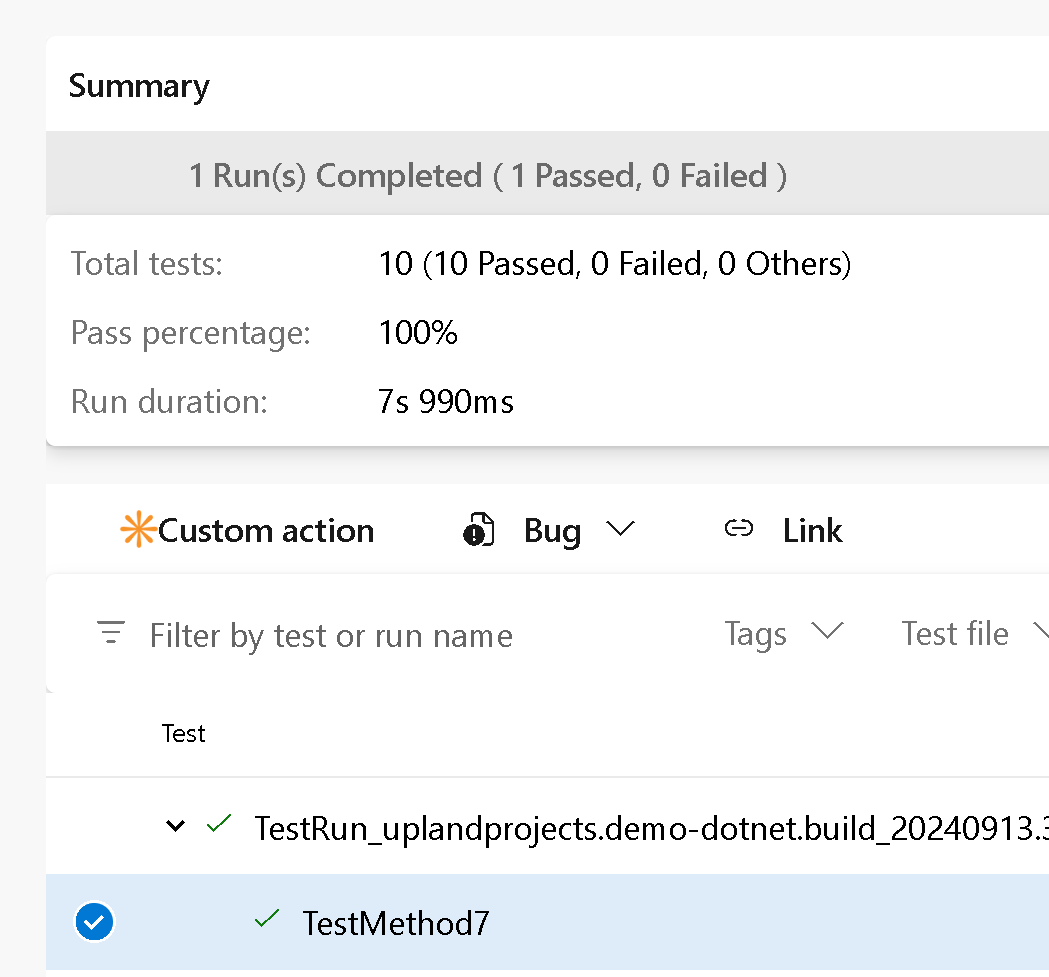 Summary
1 Run(s) Completed ( 1 Passed, 0 Failed )
Total tests: 10 (10 Passed, 0 Failed, 0 Others)
Pass percentage: 100%
Run duration: 7s 990ms
Custom action Bug Link
Filter by test or run name Tags Test file
Test
TestRun_uplandprojects.demo-dotnet.build_20240913.3
TestMethod7